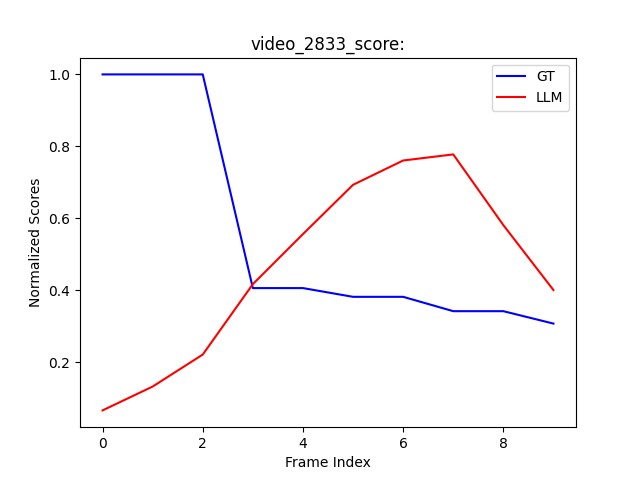 video_2833_score:
GT
LLM
Normalized Scores
1.0
0.8
0.6
0.4
0.2
0 2 4 6 8
Frame Index